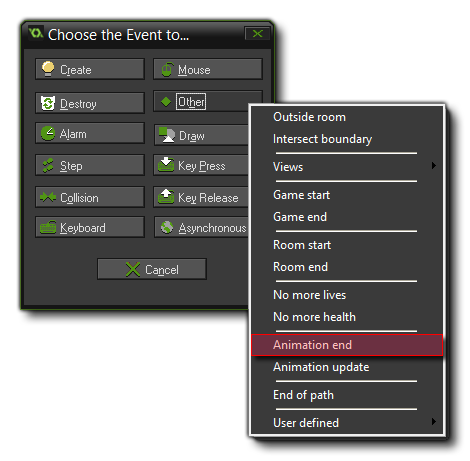 Choose the Event to...
Create
Mouse
Destroy
Other
Alarm
Draw
Step
Key Press
Collision
Key Release
Keyboard
Asynchronous
Cancel
Outside room
Intersect boundary
Views
Game start
Game end
Room start
Room end
No more lives
No more health
Animation end
Animation update
End of path
User defined